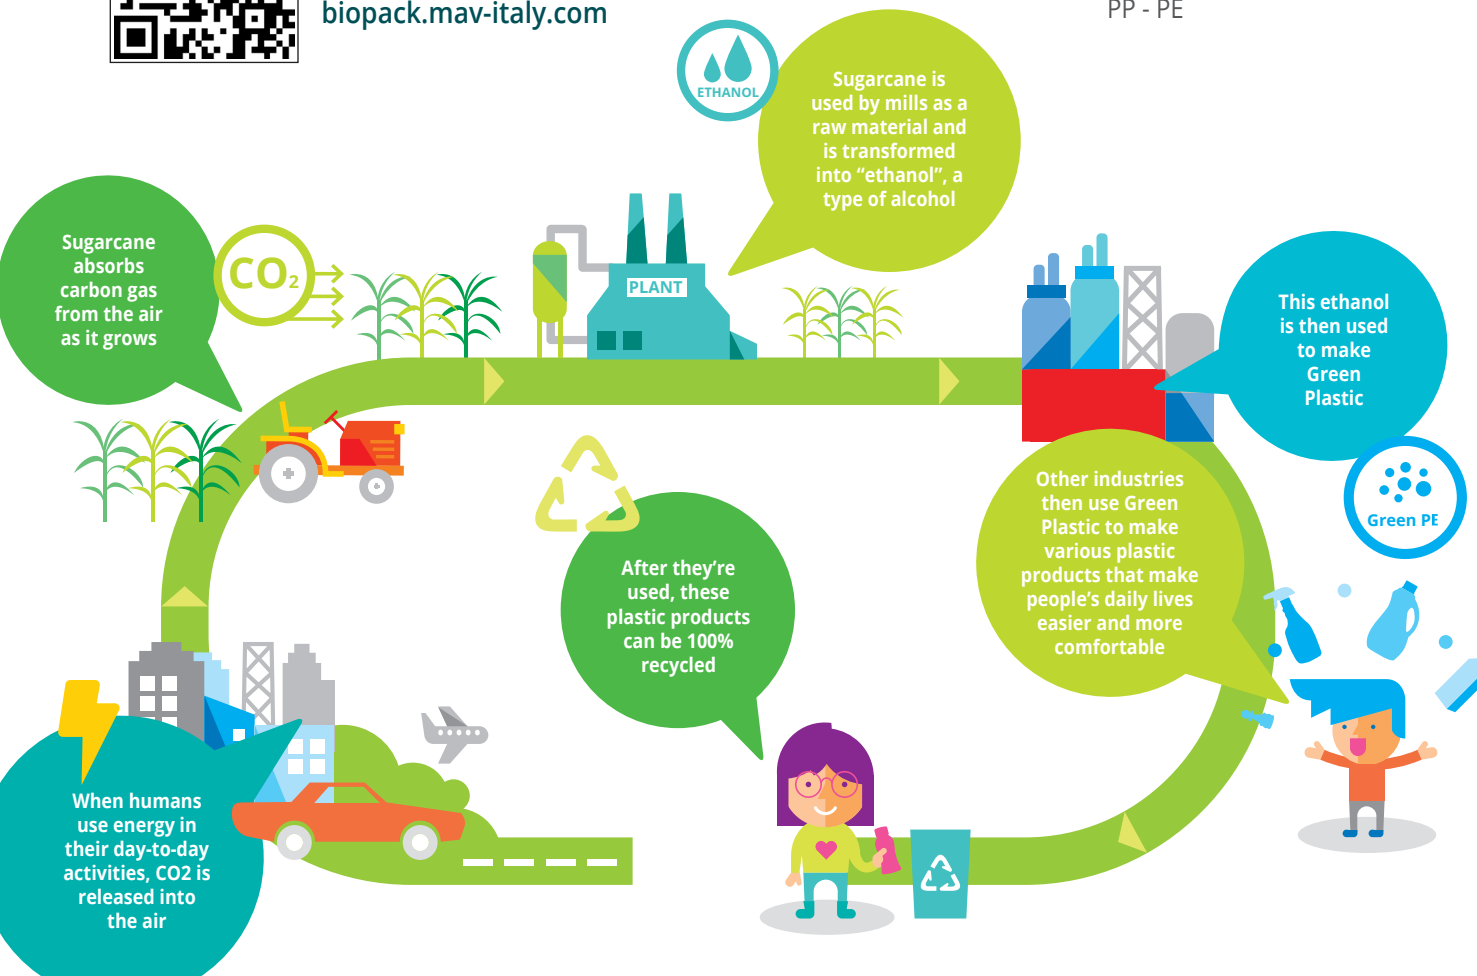 biopack.mav-italy.com
PP - PE
ETHANOL
Sugarcane is
used by mills as a
raw material and
is transformed
into “ethanol”, a
type of alcohol
Sugarcane
absorbs
carbon gas
from the air
as it grows
CO₂
PLANT
This ethanol
is then used
to make
Green
Plastic
Other industries
then use Green
Plastic to make
various plastic
products that make
people’s daily lives
easier and more
comfortable
Green PE
After they’re
used, these
plastic products
can be 100%
recycled
When humans
use energy in
their day-to-day
activities, CO2 is
released into
the air